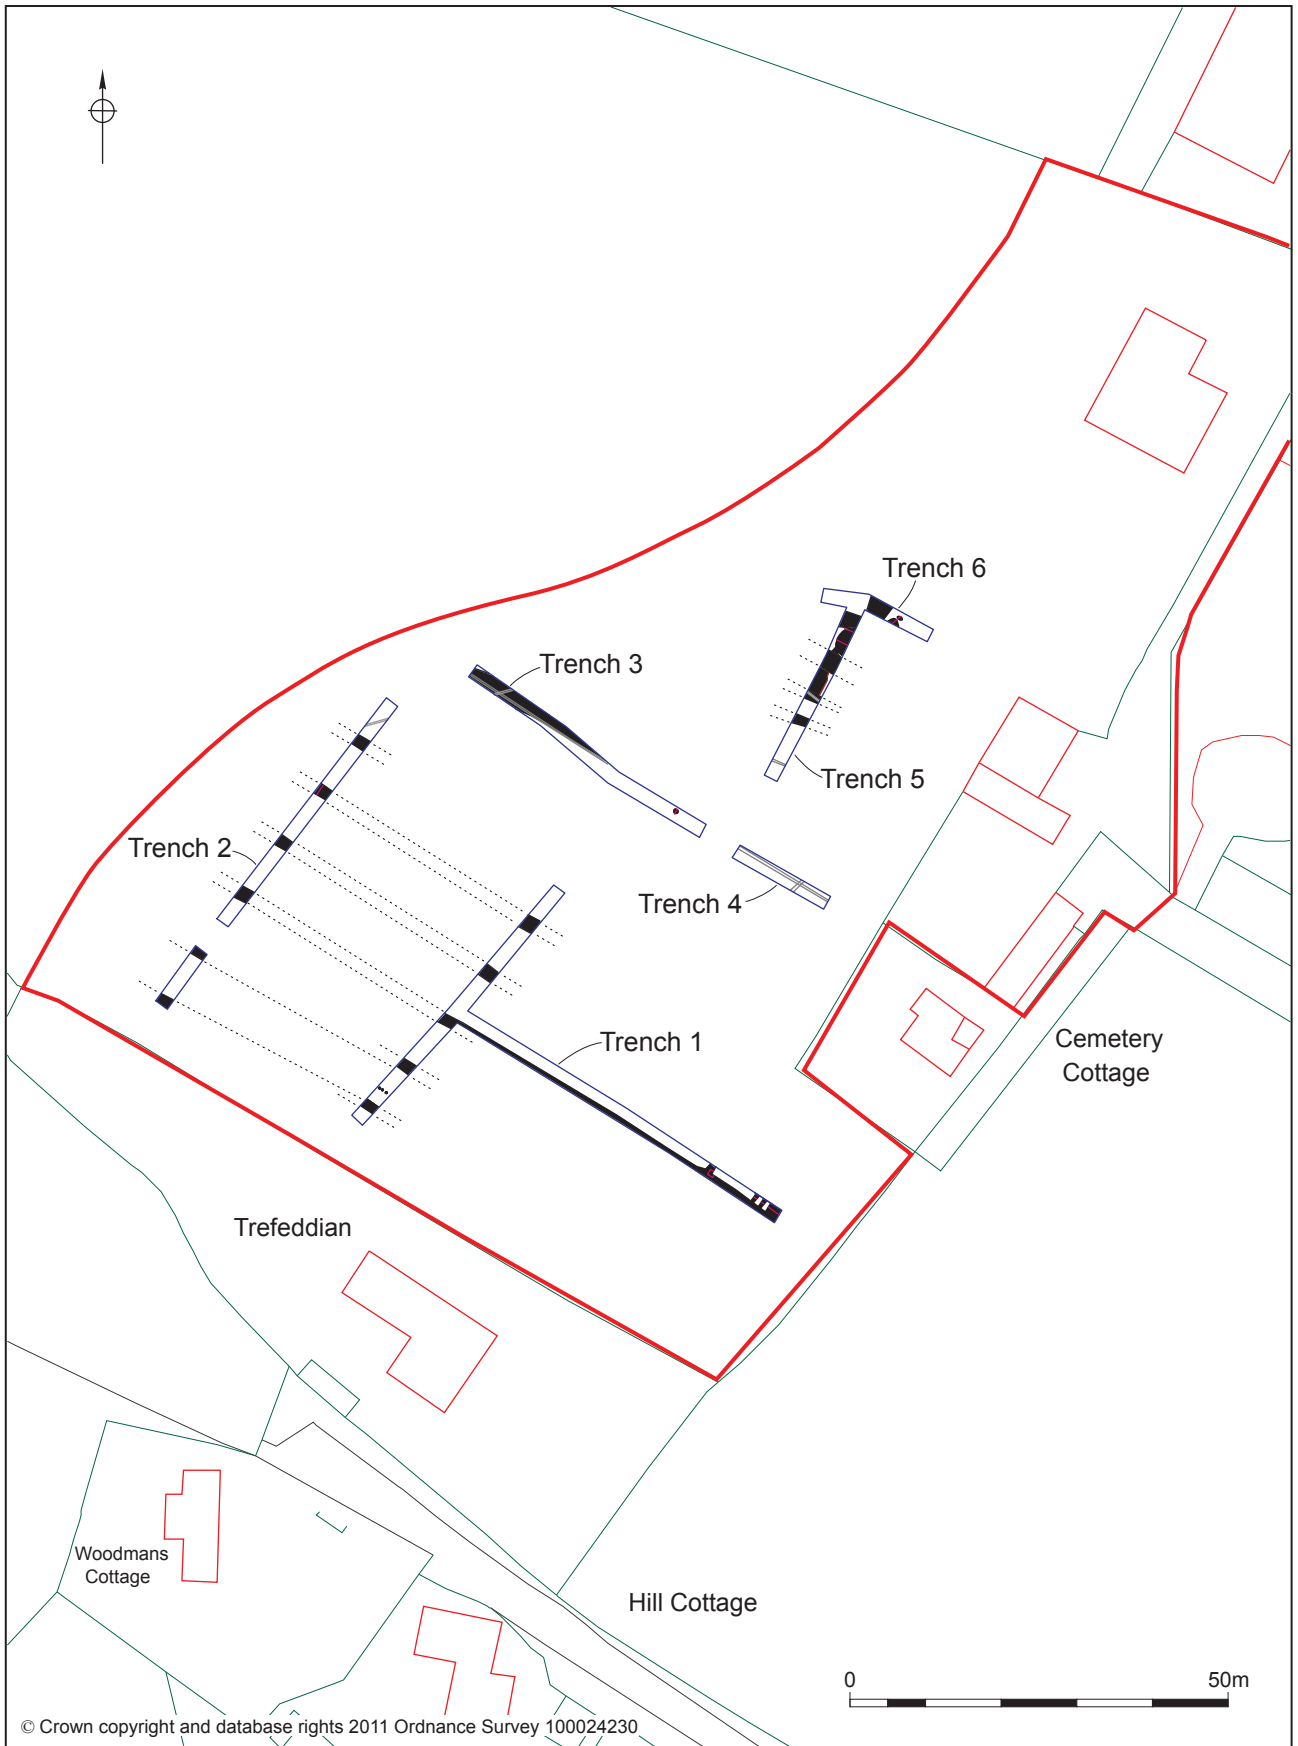 Trench 6
Trench 3
Trench 5
Trench 2
Trench 4
Trench 1
Cemetery
Cottage
Trefeddian
Woodmans
Cottage
Hill Cottage
0 50m
© Crown copyright and database rights 2011 Ordnance Survey 100024230